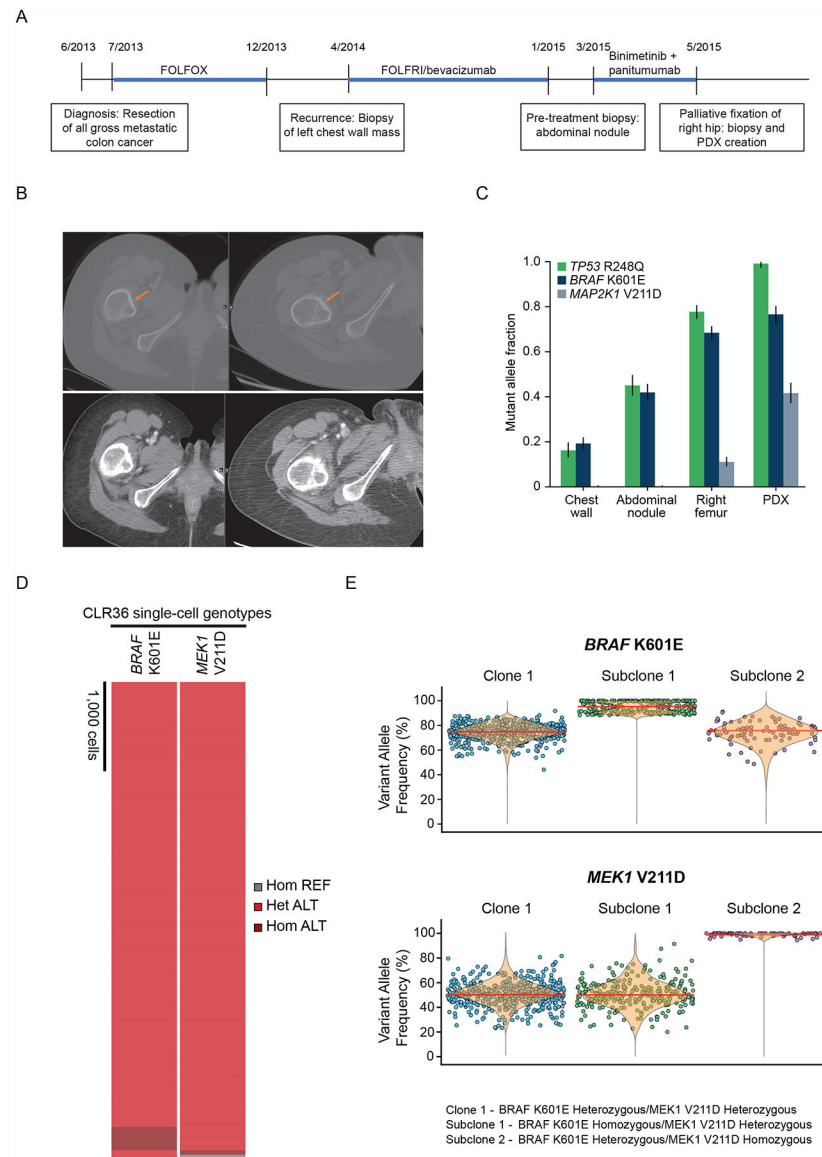 A
6/2013 7/2013 12/2013 4/2014 1/2015 3/2015 5/2015
FOLFOX
FOLFRI/bevacizumab
Binimetinib +
panitumumab
Diagnosis: Resection
of all gross metastatic
colon cancer
Recurrence: Biopsy
of left chest wall mass
Pre-treatment biopsy:
abdominal nodule
Palliative fixation of
right hip: biopsy and
PDX creation
B
C
TP53 R248Q
BRAF K601E
MAP2K1 V211D
Mutant allele fraction
1.0
0.8
0.6
0.4
0.2
0
Chest
wall
Abdominal
nodule
Right
femur
PDX
D
CLR36 single-cell genotypes
BRAF
K601E
MEK1
V211D
1,000 cells
Hom REF
Het ALT
Hom ALT
E
BRAF K601E
Clone 1 Subclone 1 Subclone 2
Variant Allele
Frequency (%)
100
80
60
40
20
0
MEK1 V211D
Clone 1 Subclone 1 Subclone 2
Variant Allele
Frequency (%)
100
80
60
40
20
0
Clone 1 - BRAF K601E Heterozygous/MEK1 V211D Heterozygous
Subclone 1 - BRAF K601E Homozygous/MEK1 V211D Heterozygous
Subclone 2 - BRAF K601E Heterozygous/MEK1 V211D Homozygous